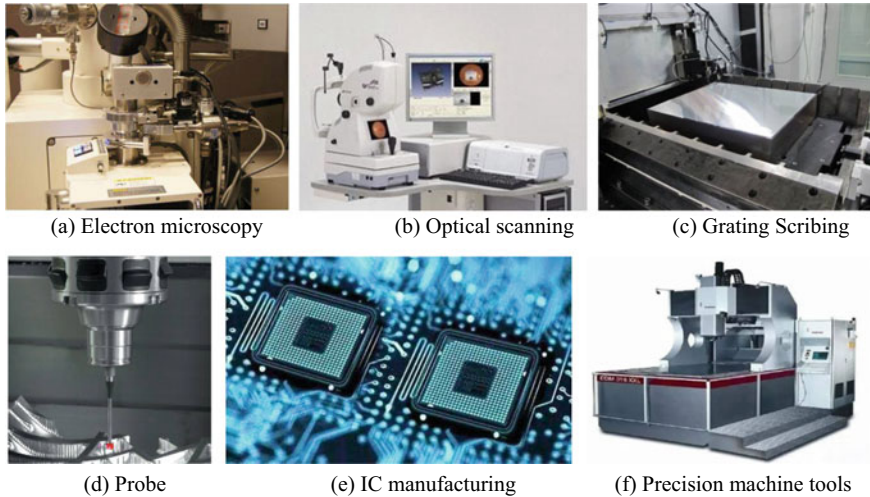 (a) Electron microscopy
(b) Optical scanning
(c) Grating Scribing
(d) Probe
(e) IC manufacturing
(f) Precision machine tools